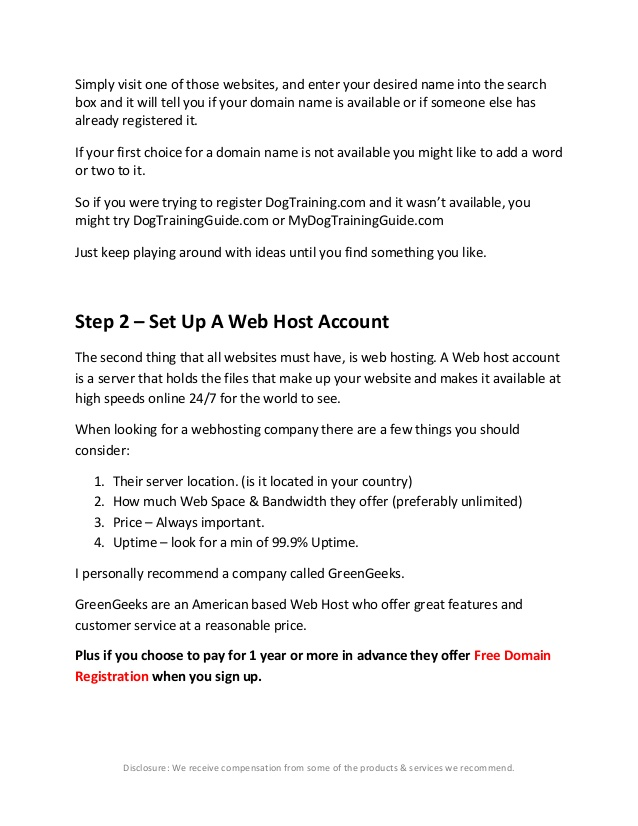 Simply visit one of those websites, and enter your desired name into the search
box and it will tell you if your domain name is available or if someone else has
already registered it.
If your first choice for a domain name is not available you might like to add a word
or two to it.
So if you were trying to register DogTraining.com and it wasn’t available, you
might try DogTrainingGuide.com or MyDogTrainingGuide.com
Just keep playing around with ideas until you find something you like.
Step 2 – Set Up A Web Host Account
The second thing that all websites must have, is web hosting. A Web host account
is a server that holds the files that make up your website and makes it available at
high speeds online 24/7 for the world to see.
When looking for a webhosting company there are a few things you should
consider:
1. Their server location. (is it located in your country)
2. How much Web Space & Bandwidth they offer (preferably unlimited)
3. Price – Always important.
4. Uptime – look for a min of 99.9% Uptime.
I personally recommend a company called GreenGeeks.
GreenGeeks are an American based Web Host who offer great features and
customer service at a reasonable price.
Plus if you choose to pay for 1 year or more in advance they offer Free Domain
Registration when you sign up.
Disclosure: We receive compensation from some of the products & services we recommend.